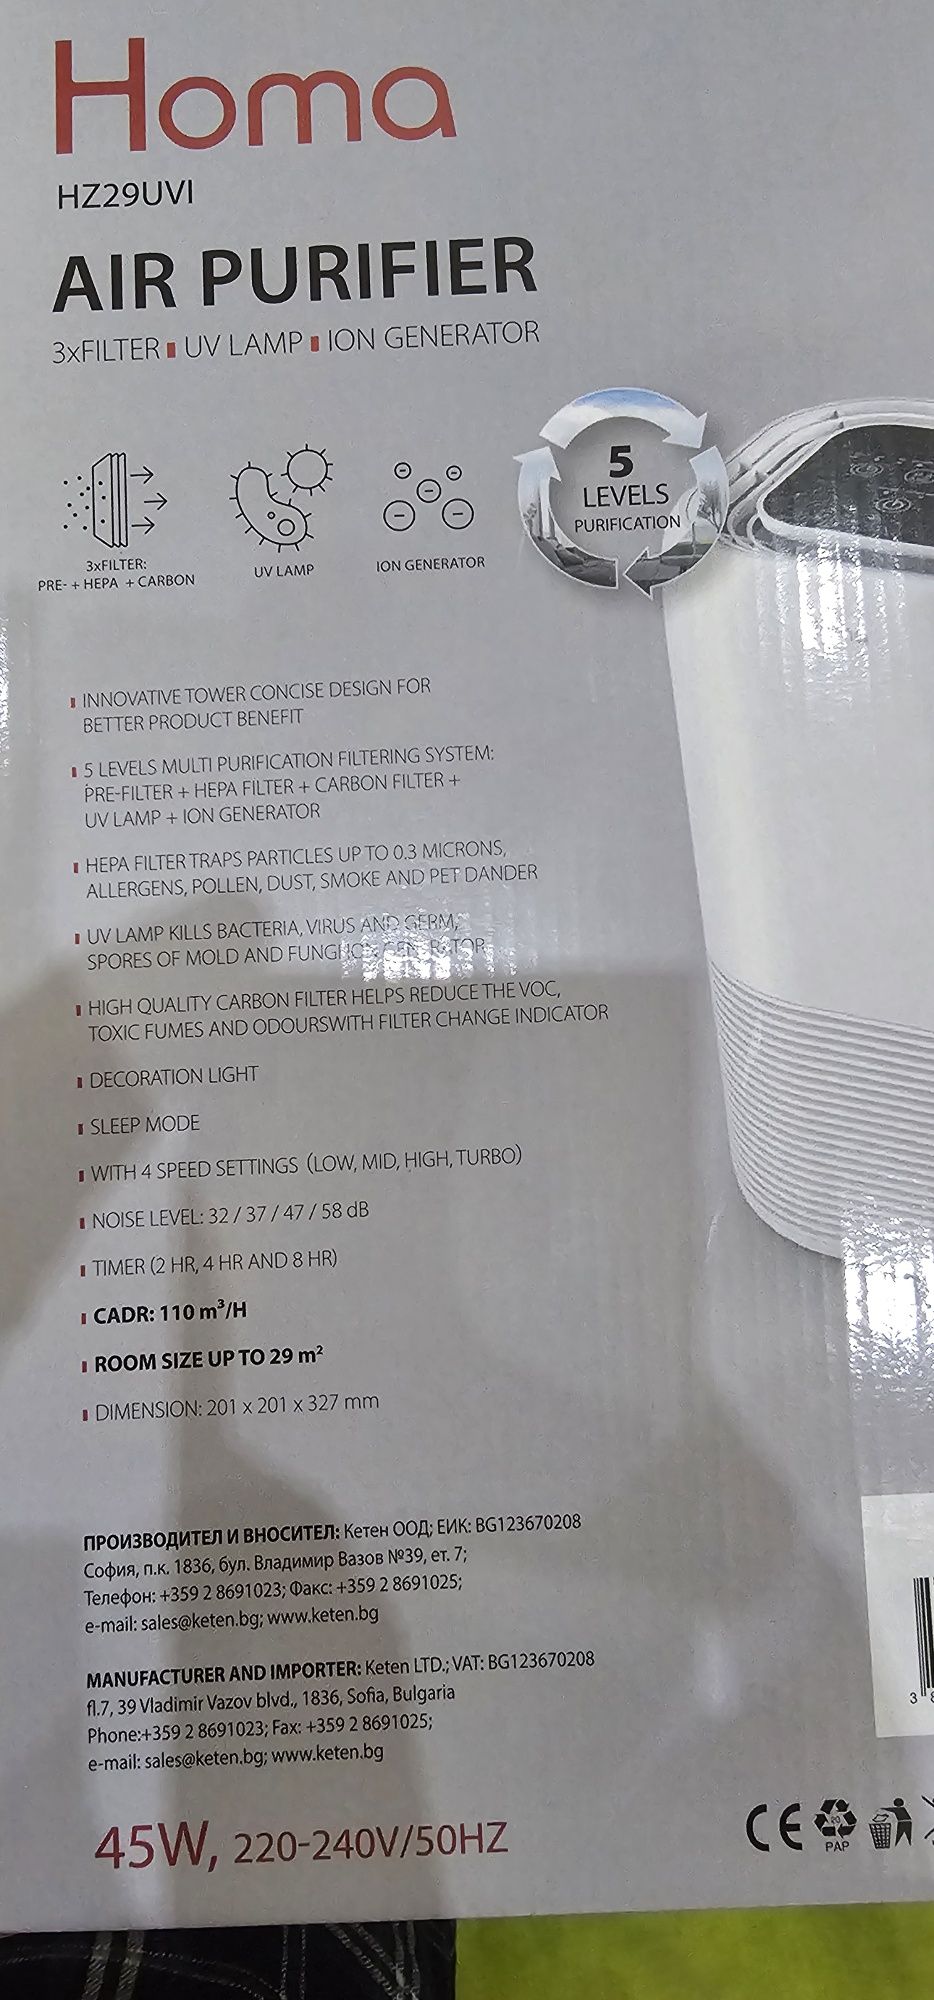 Homa
HZ29UVI
AIR PURIFIER
3xFILTER UV LAMP ION GENERATOR
3xFILTER:
PRE- + HEPA + CARBON
UV LAMP
ION GENERATOR
5
LEVELS
PURIFICATION
INNOVATIVE TOWER CONCISE DESIGN FOR
BETTER PRODUCT BENEFIT
5 LEVELS MULTI PURIFICATION FILTERING SYSTEM:
PRE-FILTER + HEPA FILTER + CARBON FILTER +
UV LAMP + ION GENERATOR
HEPA FILTER TRAPS PARTICLES UP TO 0.3 MICRONS,
ALLERGENS, POLLEN, DUST, SMOKE AND PET DANDER
UV LAMP KILLS BACTERIA, VIRUS AND GERM,
SPORES OF MOLD AND FUNGI
HIGH QUALITY CARBON FILTER HELPS REDUCE THE VOC,
TOXIC FUMES AND ODOURSWITH FILTER CHANGE INDICATOR
DECORATION LIGHT
SLEEP MODE
WITH 4 SPEED SETTINGS (LOW, MID, HIGH, TURBO)
NOISE LEVEL: 32 / 37 / 47 / 58 dB
TIMER (2 HR, 4 HR AND 8 HR)
CADR: 110 m³/H
ROOM SIZE UP TO 29 m²
DIMENSION: 201 x 201 x 327 mm
ПРОИЗВОДИТЕЛ И ВНОСИТЕЛ: Кетен ООД; ЕИК: BG123670208
София, п.к. 1836, бул. Владимир Вазов №39, ет. 7;
Телефон: +359 2 8691023; Факс: +359 2 8691025;
e-mail: sales@keten.bg; www.keten.bg
MANUFACTURER AND IMPORTER: Keten LTD.; VAT: BG123670208
fl.7, 39 Vladimir Vazov blvd., 1836, Sofia, Bulgaria
Phone:+359 2 8691023; Fax: +359 2 8691025;
e-mail: sales@keten.bg; www.keten.bg
3
45W, 220-240V/50HZ
CE
20
PAP